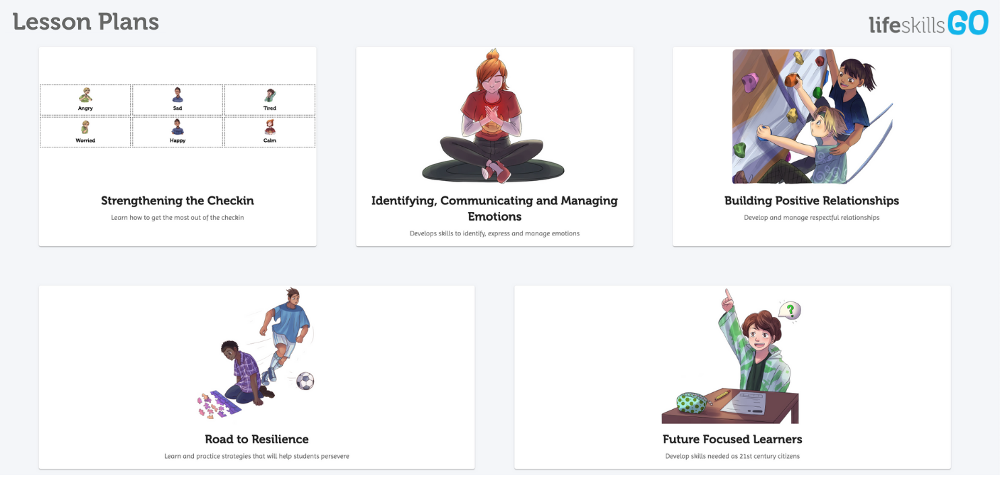 Lesson Plans
lifeskillsGO
Angry
Sad
Tired
Worried
Happy
Calm
Strengthening the Checkin
Learn how to get the most out of the checkin
Identifying, Communicating and Managing
Emotions
Develops skills to identify, express and manage emotions
Building Positive Relationships
Develop and manage respectful relationships
?
Road to Resilience
Learn and practice strategies that will help students persevere
Future Focused Learners
Develop skills needed as 21st century citizens